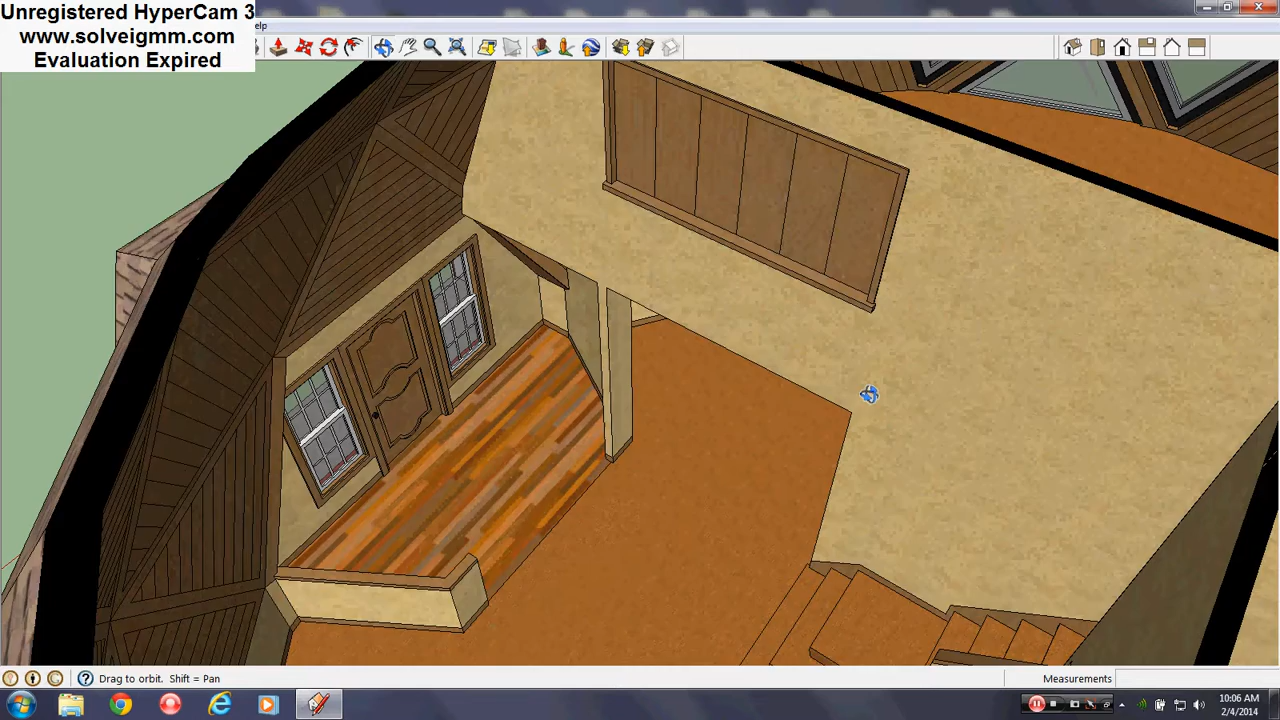 Unregistered HyperCam 3
www.solveigmm.com
Evaluation Expired
elp
Drag to orbit. Shift = Pan
Measurements
10:06 AM
2/4/2014